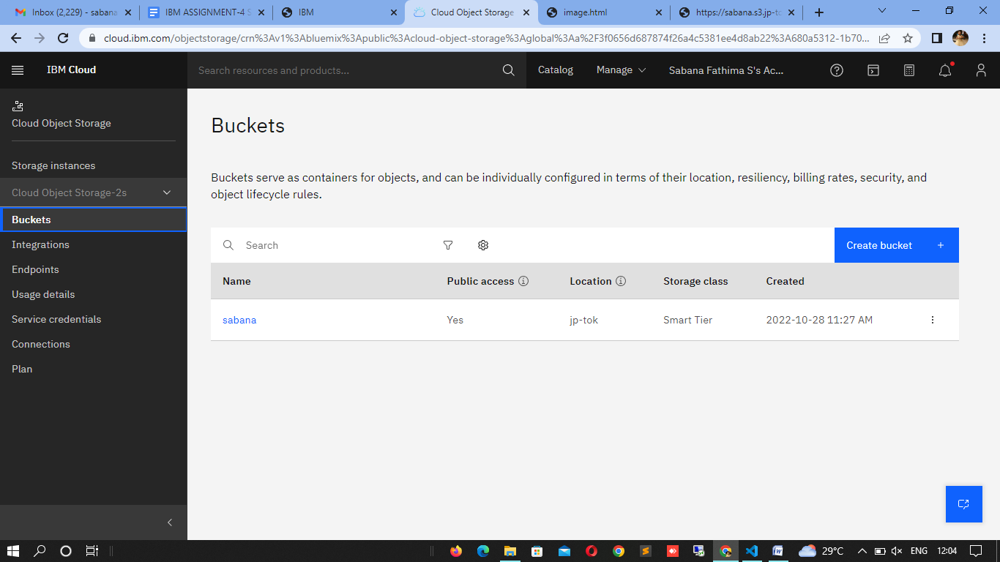 Inbox (2,229) - sabana
IBM ASSIGNMENT-4 S
IBM
Cloud Object Storage
image.html
https://sabana.s3.jp-to
cloud.ibm.com/objectstorage/crn%3Av1%3Abluemix%3Apublic%3Acloud-object-storage%3Aglobal%3Aa%2F3f0656d687874f26a4c5381ee4d8ab22%3A680a5312-1b70...
IBM Cloud
Search resources and products...
Catalog
Manage
Sabana Fathima S's Ac...
Cloud Object Storage
Storage instances
Cloud Object Storage-2s
Buckets
Integrations
Endpoints
Usage details
Service credentials
Connections
Plan
Buckets
Buckets serve as containers for objects, and can be individually configured in terms of their location, resiliency, billing rates, security, and
object lifecycle rules.
Search
Create bucket +
Name Public access Location Storage class Created
sabana Yes jp-tok Smart Tier 2022-10-28 11:27 AM
29°C ENG 12:04